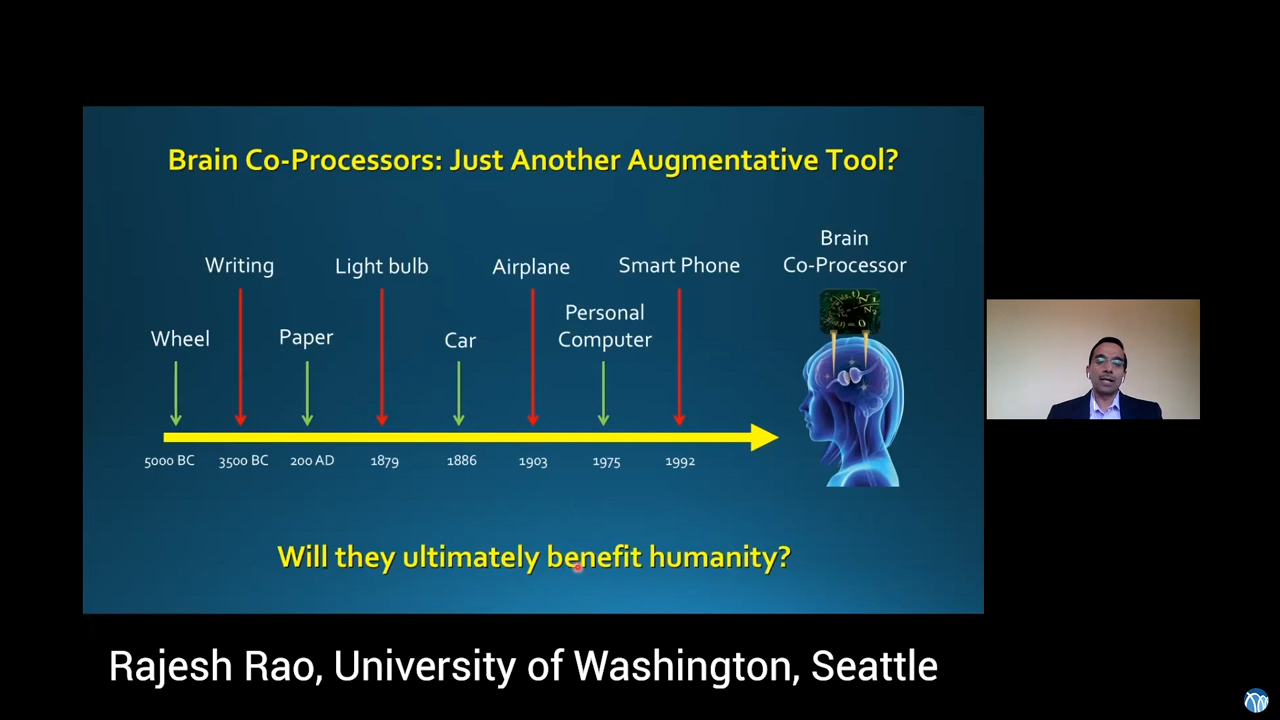 Brain Co-Processors: Just Another Augmentative Tool?
Brain
Co-Processor
Writing
Light bulb
Airplane
Smart Phone
Wheel
Paper
Car
Personal
Computer
5000 BC
3500 BC
200 AD
1879
1886
1903
1975
1992
Will they ultimately benefit humanity?
Rajesh Rao, University of Washington, Seattle